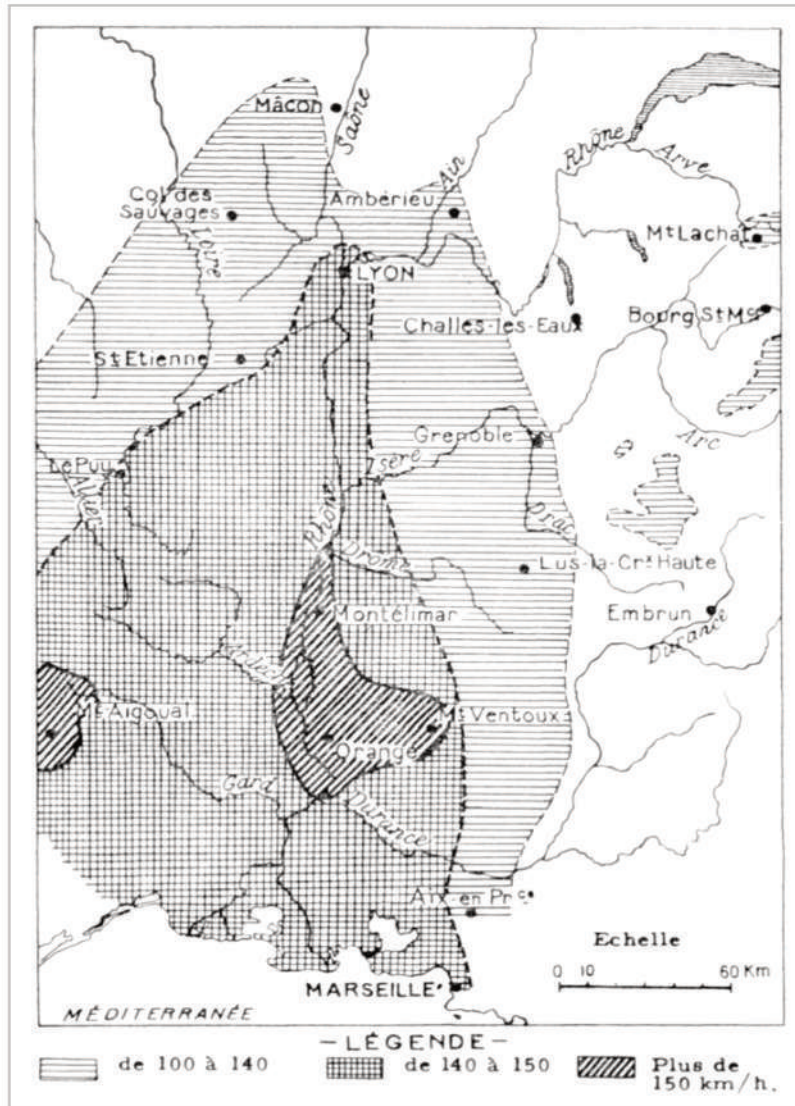 Mâcon
Saône
Ain
Rhône
Arve
Col des
Sauvages
Ambérieu
Mt Lachat
Loire
LYON
Challes-les-Eaux
Bourg St Mce
St Etienne
Grenoble
Arc
Le Puy
Isère
Allier
Rhône
Drac
Drome
Lus-la-Crx Haute
Montélimar
Embrun
Durance
Ardèche
Mt Aigoual
Mt Ventoux
Orange
Gard
Durance
Aix-en-Prce
Echelle
0 10 60 Km
MARSEILLE
MÉDITERRANÉE
-LÉGENDE-
de 100 à 140
de 140 à 150
Plus de
150 km/h.